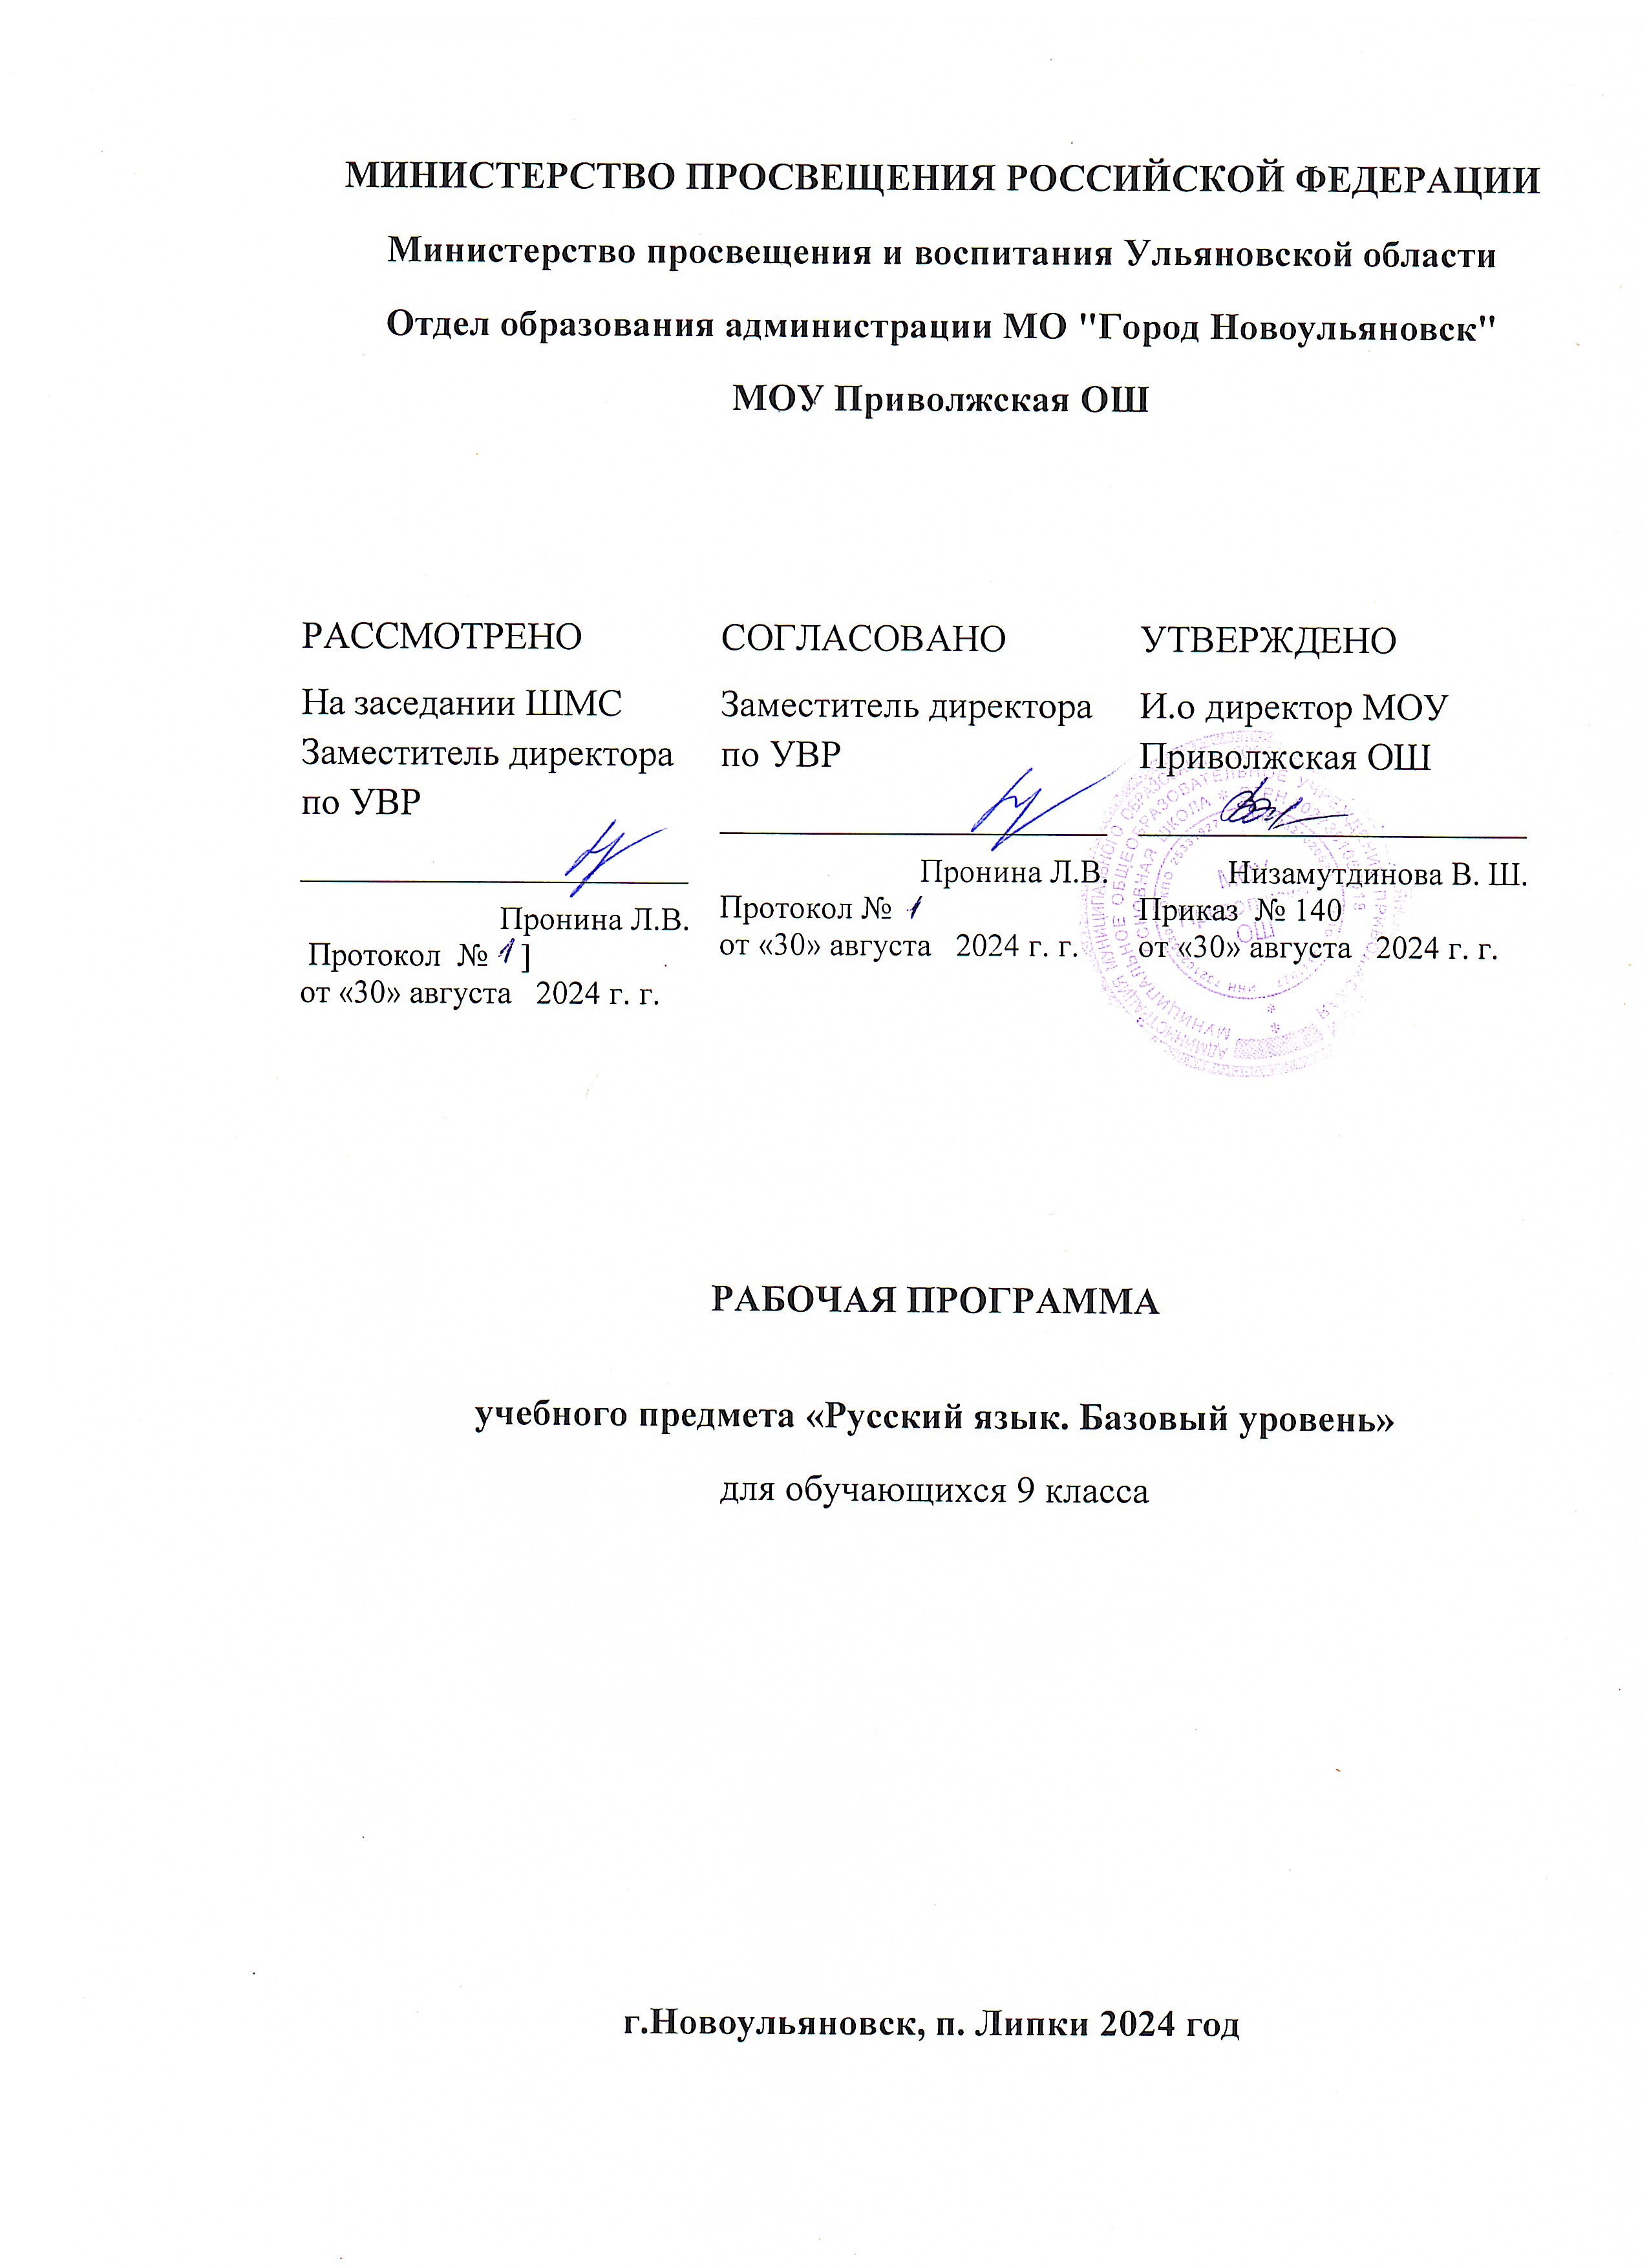 МИНИСТЕРСТВО ПРОСВЕЩЕНИЯ РОССИЙСКОЙ ФЕДЕРАЦИИ
Министерство просвещения и воспитания Ульяновской области
Отдел образования администрации МО "Город Новоульяновск"
МОУ Приволжская ОШ
РАССМОТРЕНО
На заседании ШМС
Заместитель директора
по УВР
Пронина Л.В.
Протокол № 1 ]
от «30» августа 2024 г. г.
СОГЛАСОВАНО
Заместитель директора
по УВР
Пронина Л.В.
Протокол № 1
от «30» августа 2024 г. г.
УТВЕРЖДЕНО
И.о директор МОУ
Приволжская ОШ
Низамутдинова В. Ш.
Приказ № 140
от «30» августа 2024 г. г.
ОШ
РАБОЧАЯ ПРОГРАММА
учебного предмета «Русский язык. Базовый уровень»
для обучающихся 9 класса
г.Новоульяновск, п. Липки 2024 год